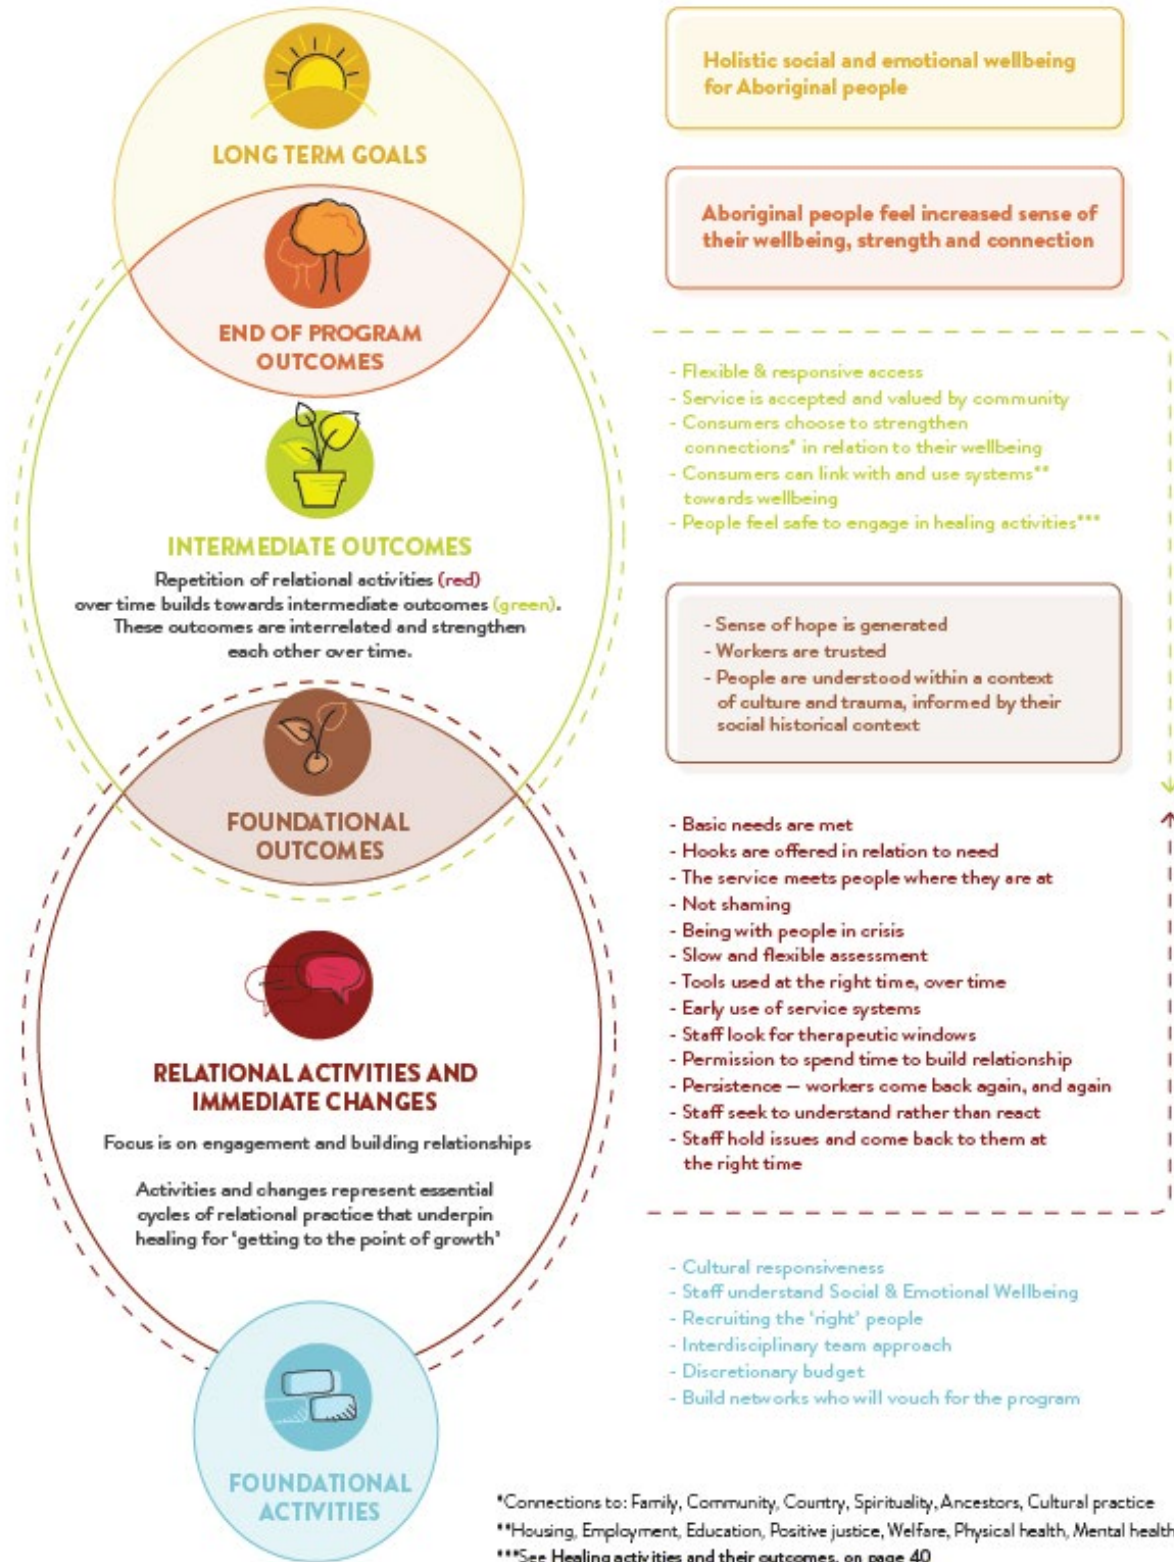 LONG TERM GOALS
Holistic social and emotional wellbeing
for Aboriginal people
END OF PROGRAM
OUTCOMES
Aboriginal people feel increased sense of
their wellbeing, strength and connection
INTERMEDIATE OUTCOMES
Repetition of relational activities (red)
over time builds towards intermediate outcomes (green).
These outcomes are interrelated and strengthen
each other over time.
- Flexible & responsive access
- Service is accepted and valued by community
- Consumers choose to strengthen
connections* in relation to their wellbeing
- Consumers can link with and use systems**
towards wellbeing
- People feel safe to engage in healing activities***
FOUNDATIONAL
OUTCOMES
- Sense of hope is generated
- Workers are trusted
- People are understood within a context
of culture and trauma, informed by their
social historical context
RELATIONAL ACTIVITIES AND
IMMEDIATE CHANGES
Focus is on engagement and building relationships
Activities and changes represent essential
cycles of relational practice that underpin
healing for ‘getting to the point of growth’
- Basic needs are met
- Hooks are offered in relation to need
- The service meets people where they are at
- Not shaming
- Being with people in crisis
- Slow and flexible assessment
- Tools used at the right time, over time
- Early use of service systems
- Staff look for therapeutic windows
- Permission to spend time to build relationship
- Persistence – workers come back again, and again
- Staff seek to understand rather than react
- Staff hold issues and come back to them at
the right time
FOUNDATIONAL
ACTIVITIES
- Cultural responsiveness
- Staff understand Social & Emotional Wellbeing
- Recruiting the ‘right’ people
- Interdisciplinary team approach
- Discretionary budget
- Build networks who will vouch for the program
*Connections to: Family, Community, Country, Spirituality, Ancestors, Cultural practice
**Housing, Employment, Education, Positive justice, Welfare, Physical health, Mental health
***See Healing activities and their outcomes, on page 40